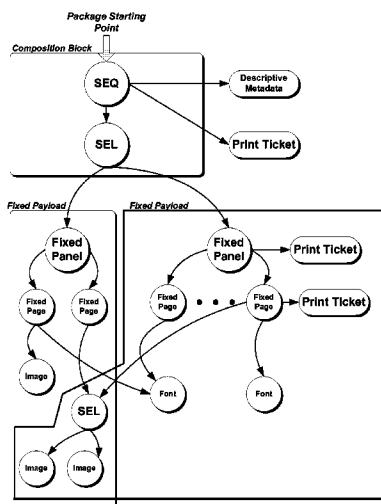 Package Starting
Point
Composition Block
SEQ
Descriptive
Metadata
SEL
Print Ticket
Fixed Payload
Fixed Payload
Fixed
Panel
Fixed
Panel
Print Ticket
Fixed
Page
Fixed
Page
Fixed
Page
Fixed
Page
Print Ticket
Image
Font
Font
SEL
Image
Image